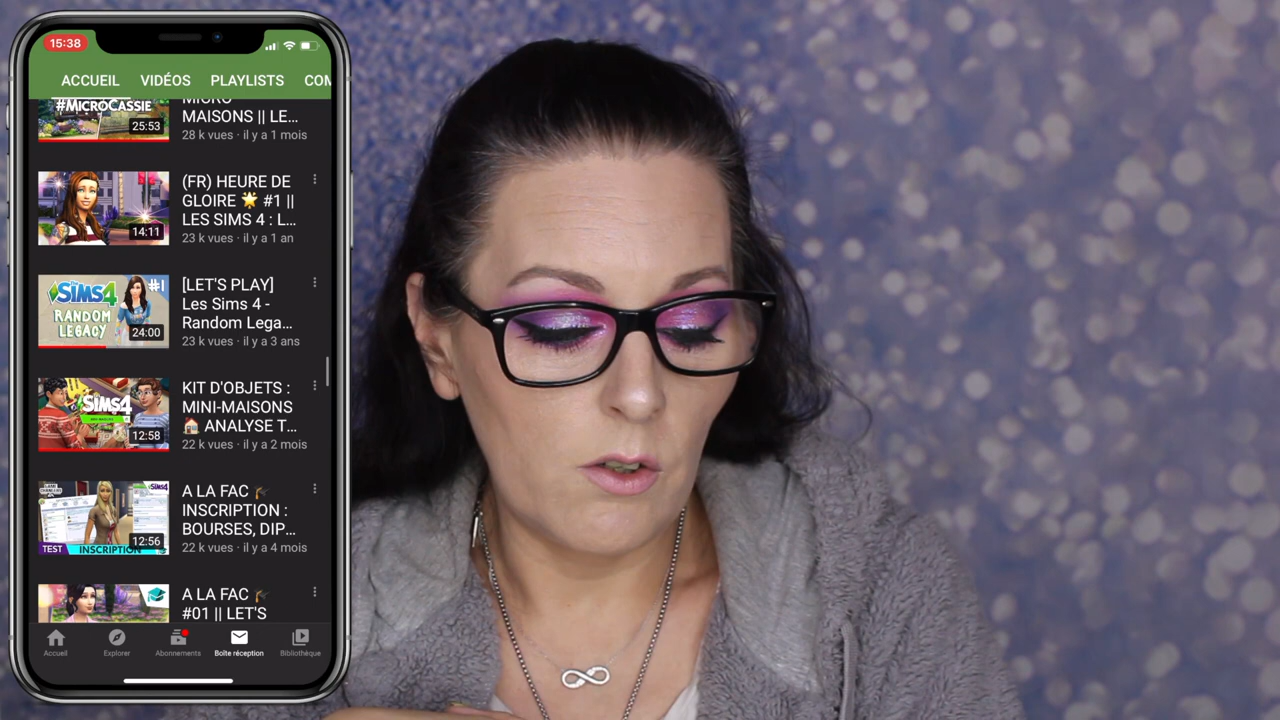 15:38
ACCUEIL VIDÉOS PLAYLISTS COM
#MICROCASSIE
25:53
MICRO
MAISONS || LE...
28 k vues · il y a 1 mois
14:11
(FR) HEURE DE
GLOIRE 🌟 #1 ||
LES SIMS 4 : L...
23 k vues · il y a 1 an
SIMS4 #1
RANDOM
LEGACY
24:00
[LET'S PLAY]
Les Sims 4 -
Random Lega...
23 k vues · il y a 3 ans
SIMS4
12:58
KIT D'OBJETS :
MINI-MAISONS
🏠 ANALYSE T...
22 k vues · il y a 2 mois
SIMS4
12:56
TEST INSCRIPTION
A LA FAC 🎓
INSCRIPTION :
BOURSES, DIP...
22 k vues · il y a 4 mois
A LA FAC 🎓
#01 || LET'S
Accueil Explorer Abonnements Boîte réception Bibliothèque